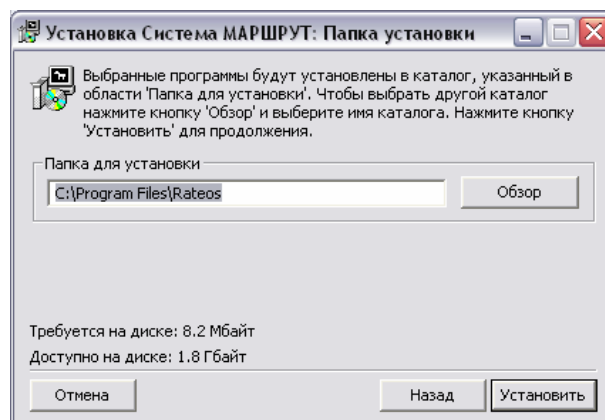 Установка Система МАРШРУТ: Папка установки
Выбранные программы будут установлены в каталог, указанный в
области 'Папка для установки'. Чтобы выбрать другой каталог
нажмите кнопку 'Обзор' и выберите имя каталога. Нажмите кнопку
'Установить' для продолжения.
Папка для установки
C:\Program Files\Rateos
Обзор
Требуется на диске: 8.2 Мбайт
Доступно на диске: 1.8 Гбайт
Отмена
Назад
Установить